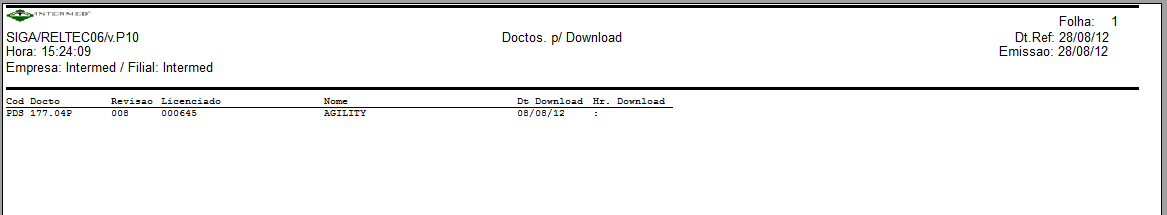 INTERMED
Folha: 1
SIGA/RELTEC06/v.P10 Doctos. p/ Download Dt.Ref: 28/08/12
Hora: 15:24:09 Emissao: 28/08/12
Empresa: Intermed / Filial: Intermed
Cod Docto Revisao Licenciado Nome Dt Download Hr. Download
PDS 177.04P 008 000645 AGILITY 08/08/12 :